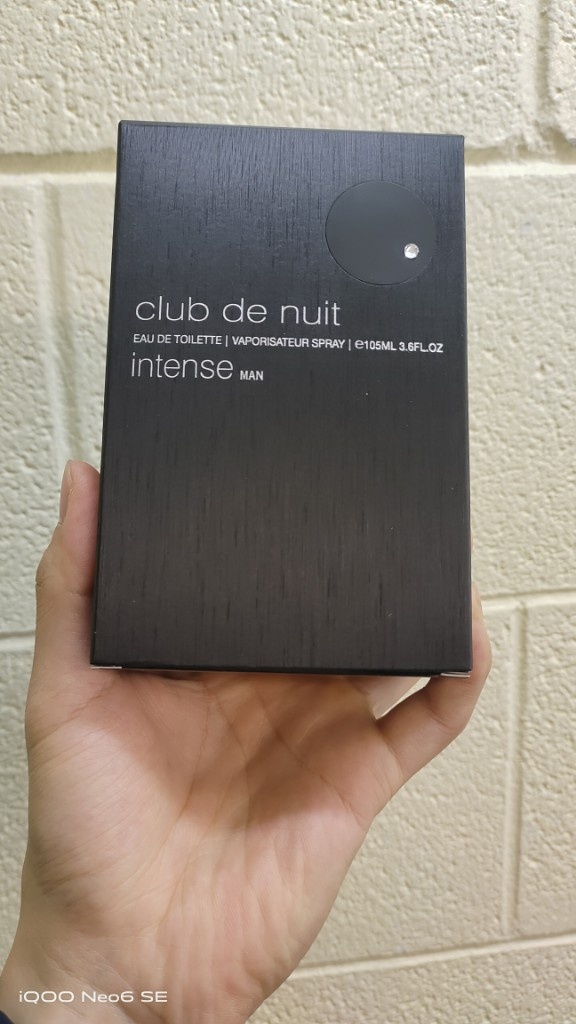 club de nuit
EAU DE TOILETTE | VAPORISATEUR SPRAY | ℮105ML 3.6FL.OZ
intense MAN
iQOO Neo6 SE